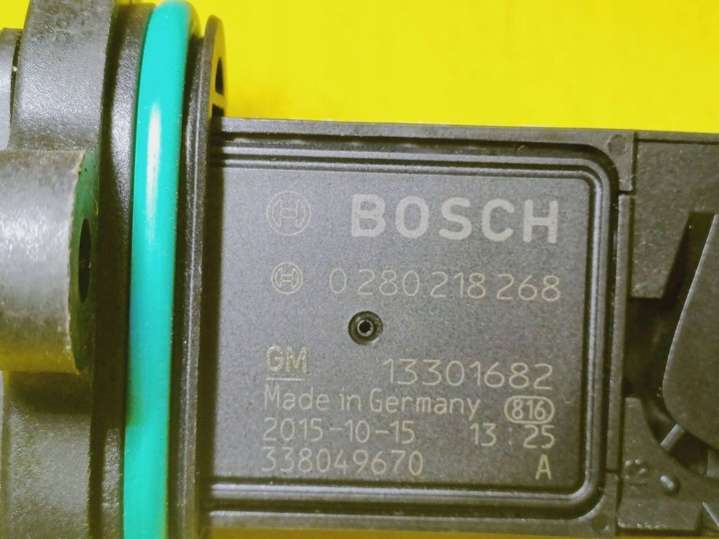 BOSCH
0 280 218 268
GM 13301682
Made in Germany 816
2015-10-15 13:25
338049670 A